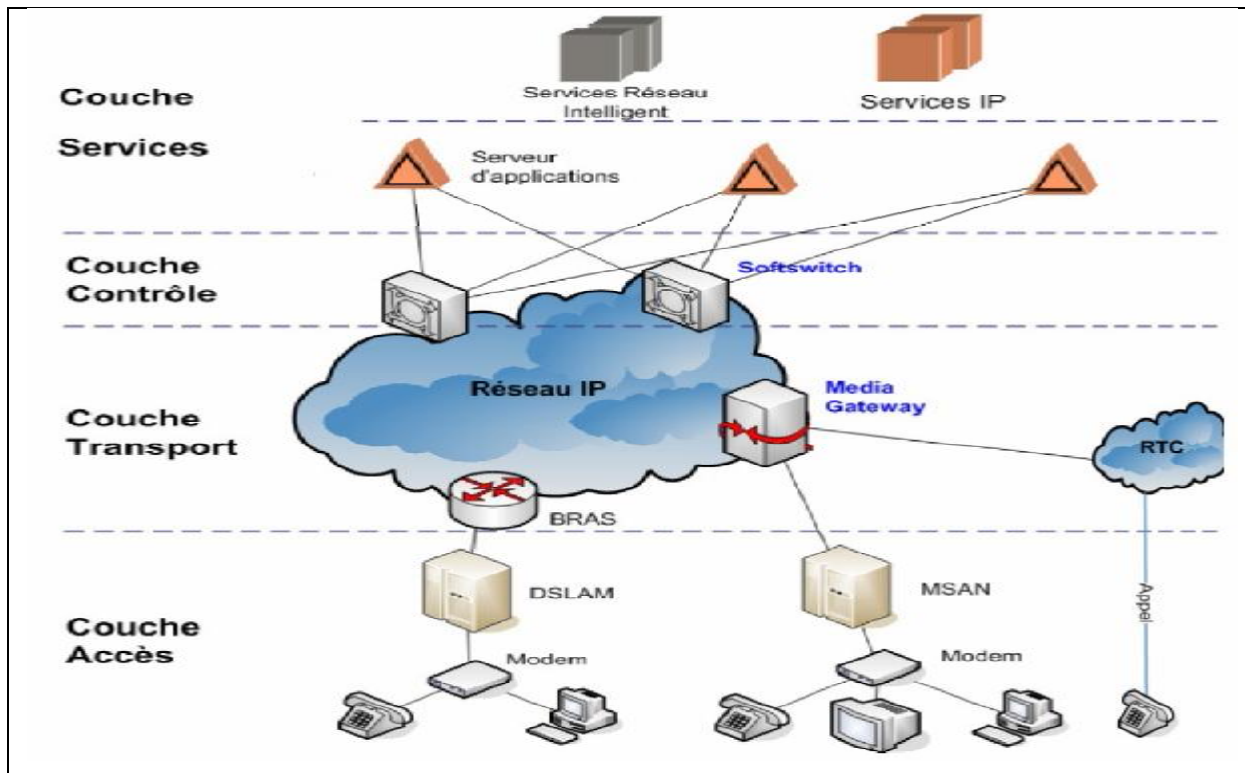 Couche
Services
Services Réseau
Intelligent
Services IP
Serveur
d'applications
Couche
Contrôle
Softswitch
Couche
Transport
Réseau IP
Media
Gateway
RTC
BRAS
Couche
Accès
DSLAM
MSAN
Appel
Modem
Modem